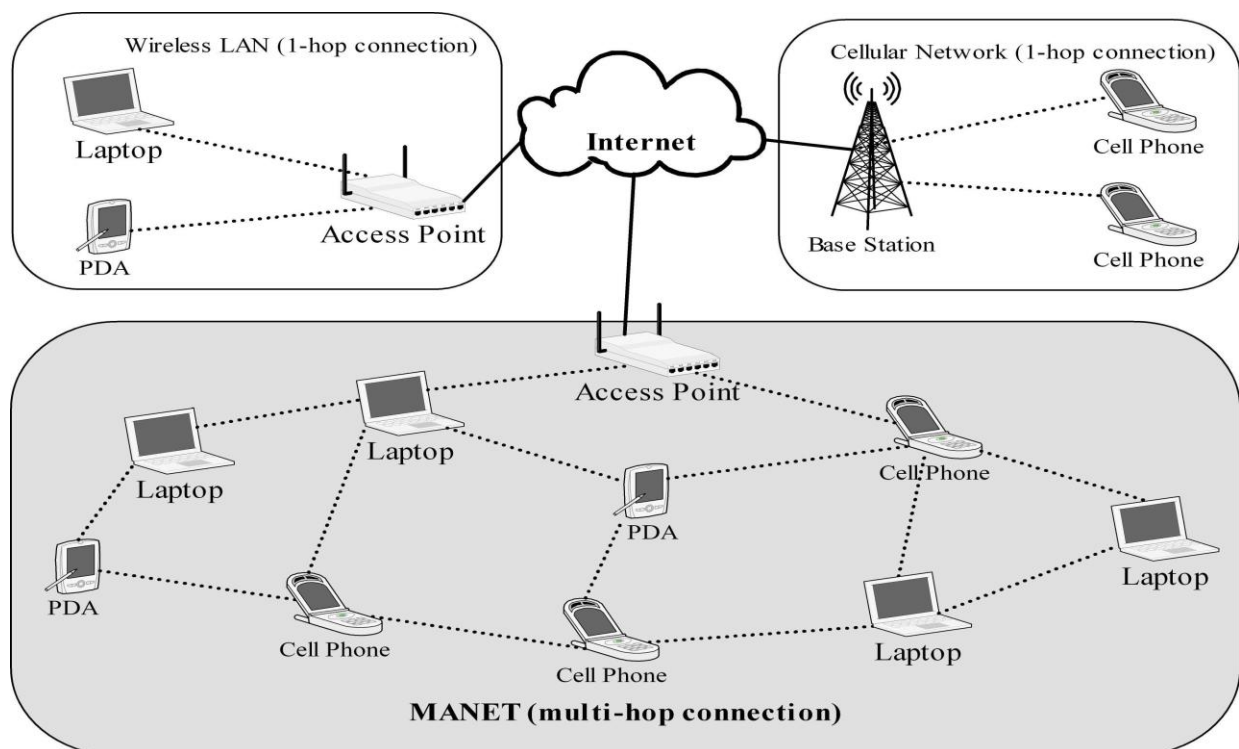 Wireless LAN (1-hop connection)
Laptop
PDA
Access Point
Internet
Cellular Network (1-hop connection)
Cell Phone
Base Station
Cell Phone
Access Point
Laptop
Laptop
Cell Phone
PDA
Laptop
PDA
Cell Phone
Cell Phone
Laptop
MANET (multi-hop connection)